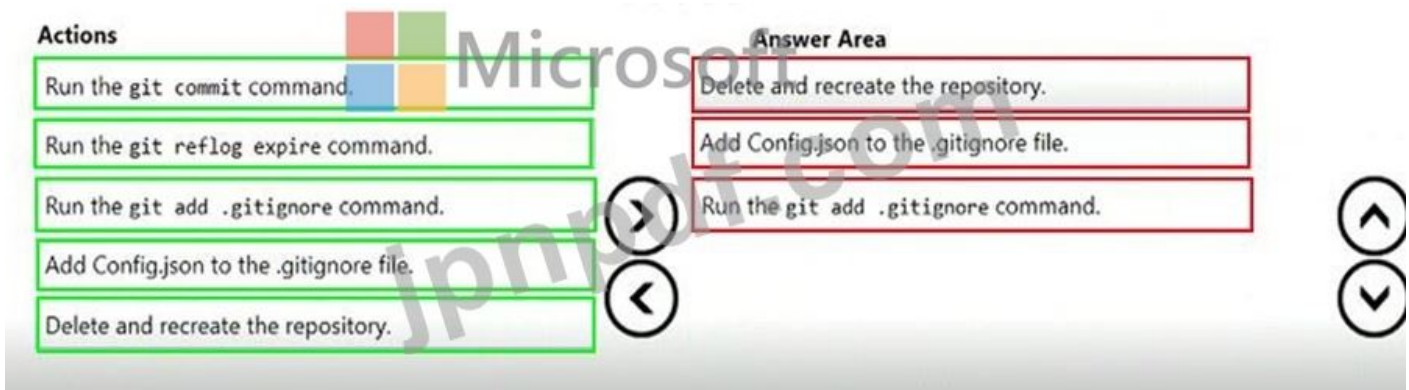 Actions
Answer Area
Microsoft
Run the git commit command.
Delete and recreate the repository.
Run the git reflog expire command.
Add Config.json to the .gitignore file.
Run the git add .gitignore command.
Run the git add .gitignore command.
Add Config.json to the .gitignore file.
Delete and recreate the repository.
jpnpdf.com